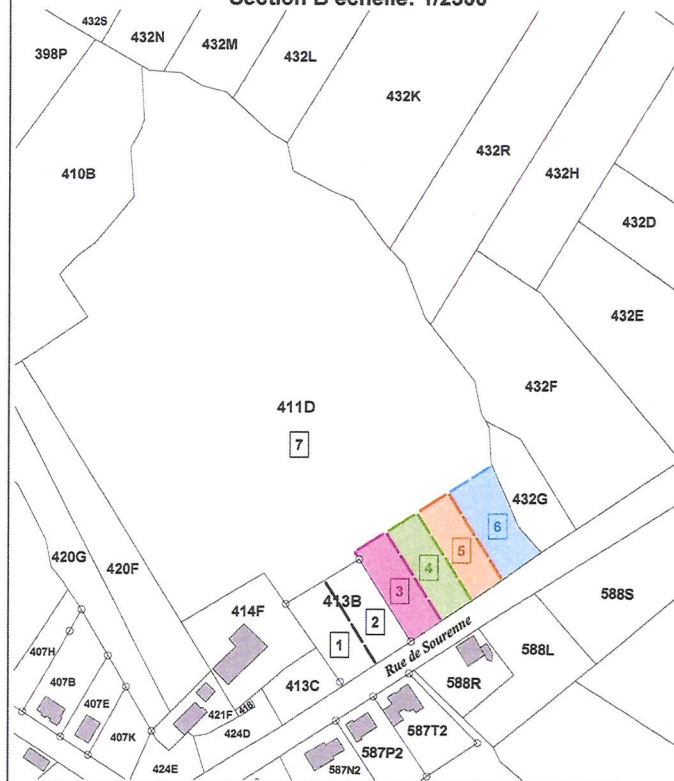 Section B échelle: 1/2500
432S
432N
432M
432L
398P
432K
432R
432H
410B
432D
432E
432F
411D
7
432G
6
5
4
3
420G
420F
414F
413B
2
1
588S
407H
Rue de Sourenne
588L
407B
413C
588R
407E
421F
418
407K
424D
587T2
587P2
424E
587N2